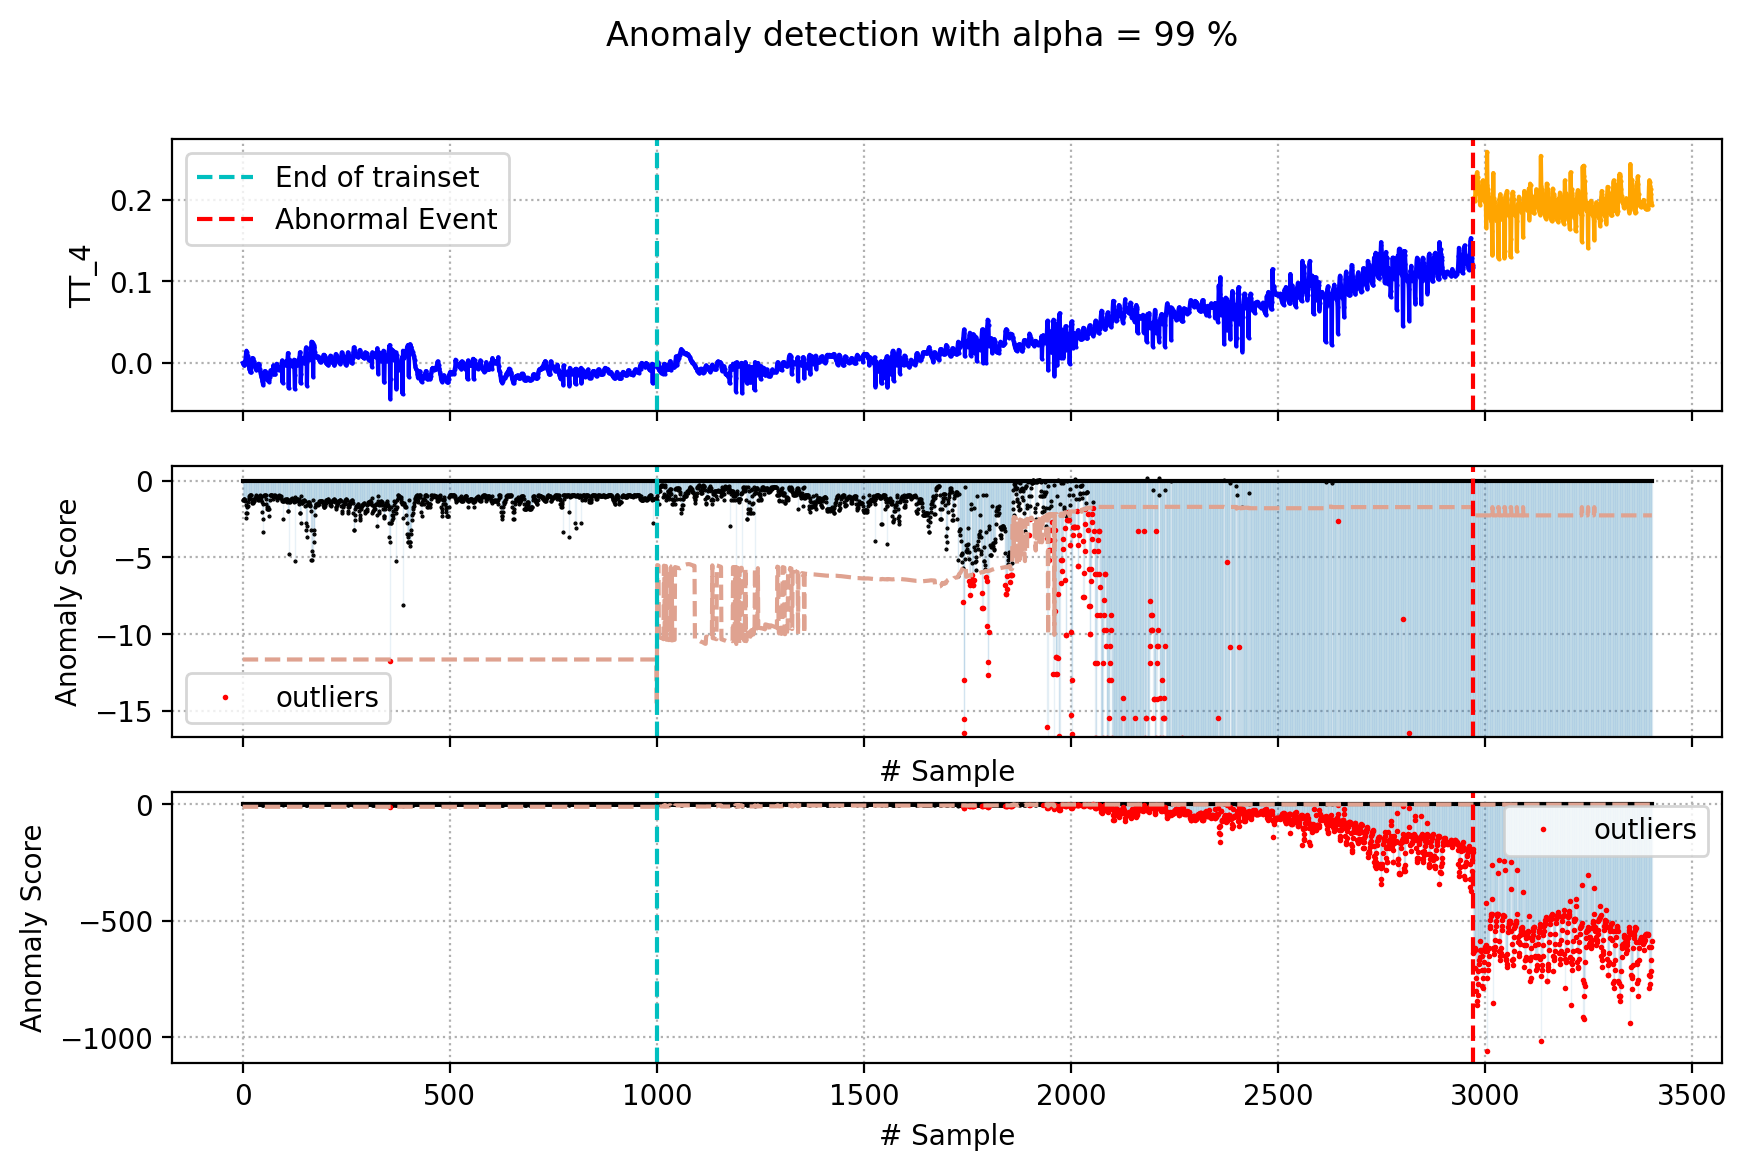 Anomaly detection with alpha = 99 %
End of trainset
Abnormal Event
0.2
0.1
0.0
TT_4
0
−5
−10
−15
Anomaly Score
outliers
# Sample
0
−500
−1000
Anomaly Score
outliers
0 500 1000 1500 2000 2500 3000 3500
# Sample